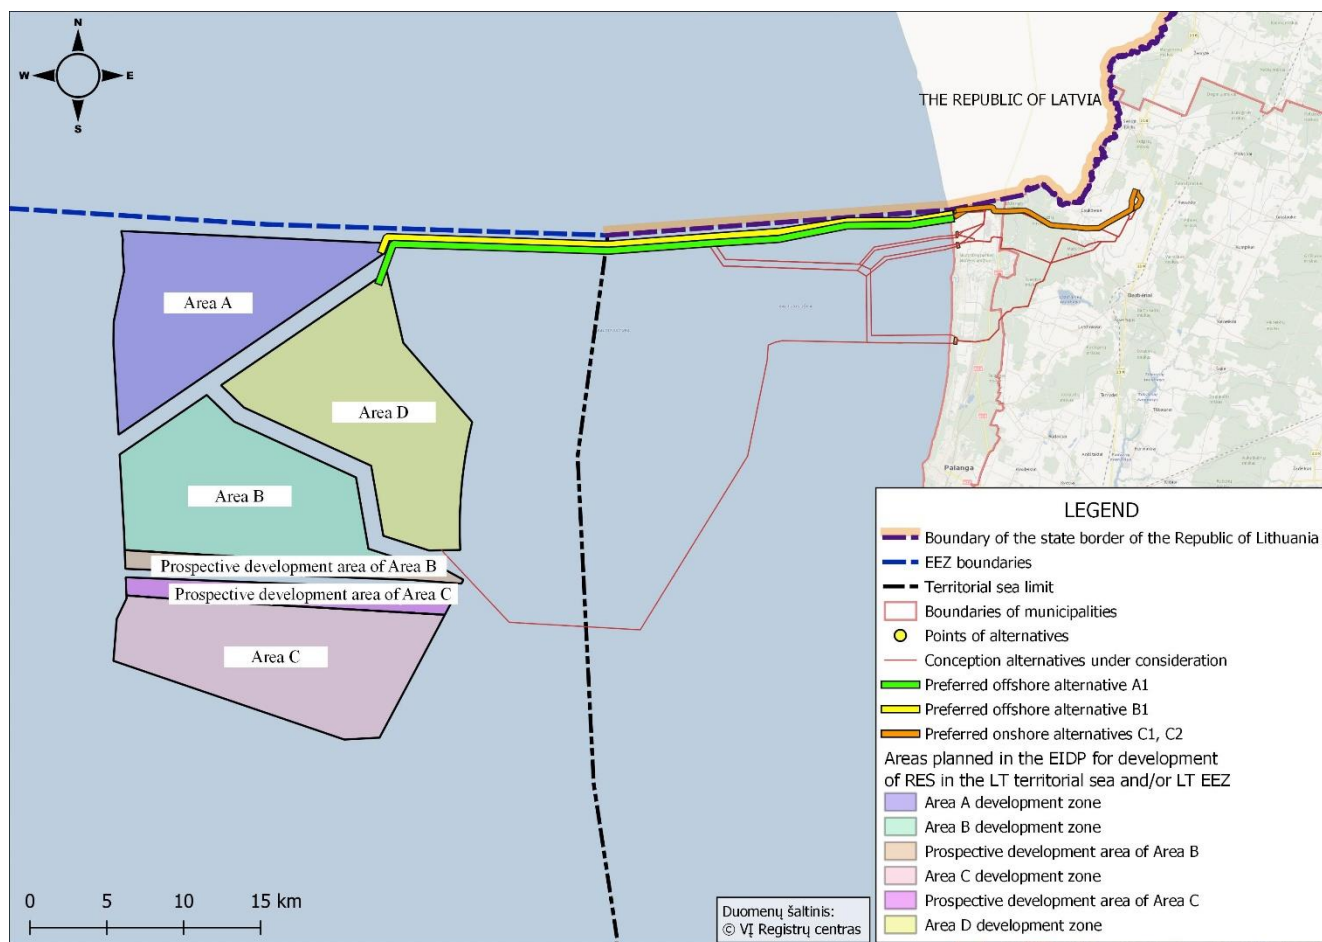 N
W
E
S
THE REPUBLIC OF LATVIA
Area A
Area D
Area B
Prospective development area of Area B
Prospective development area of Area C
Area C
Palanga
LEGEND
Boundary of the state border of the Republic of Lithuania
EEZ boundaries
Territorial sea limit
Boundaries of municipalities
Points of alternatives
Conception alternatives under consideration
Preferred offshore alternative A1
Preferred offshore alternative B1
Preferred onshore alternatives C1, C2
Areas planned in the EIDP for development
of RES in the LT territorial sea and/or LT EEZ
Area A development zone
Area B development zone
Prospective development area of Area B
Area C development zone
Prospective development area of Area C
Area D development zone
0 5 10 15 km
Duomenų šaltinis:
© VĮ Registrų centras